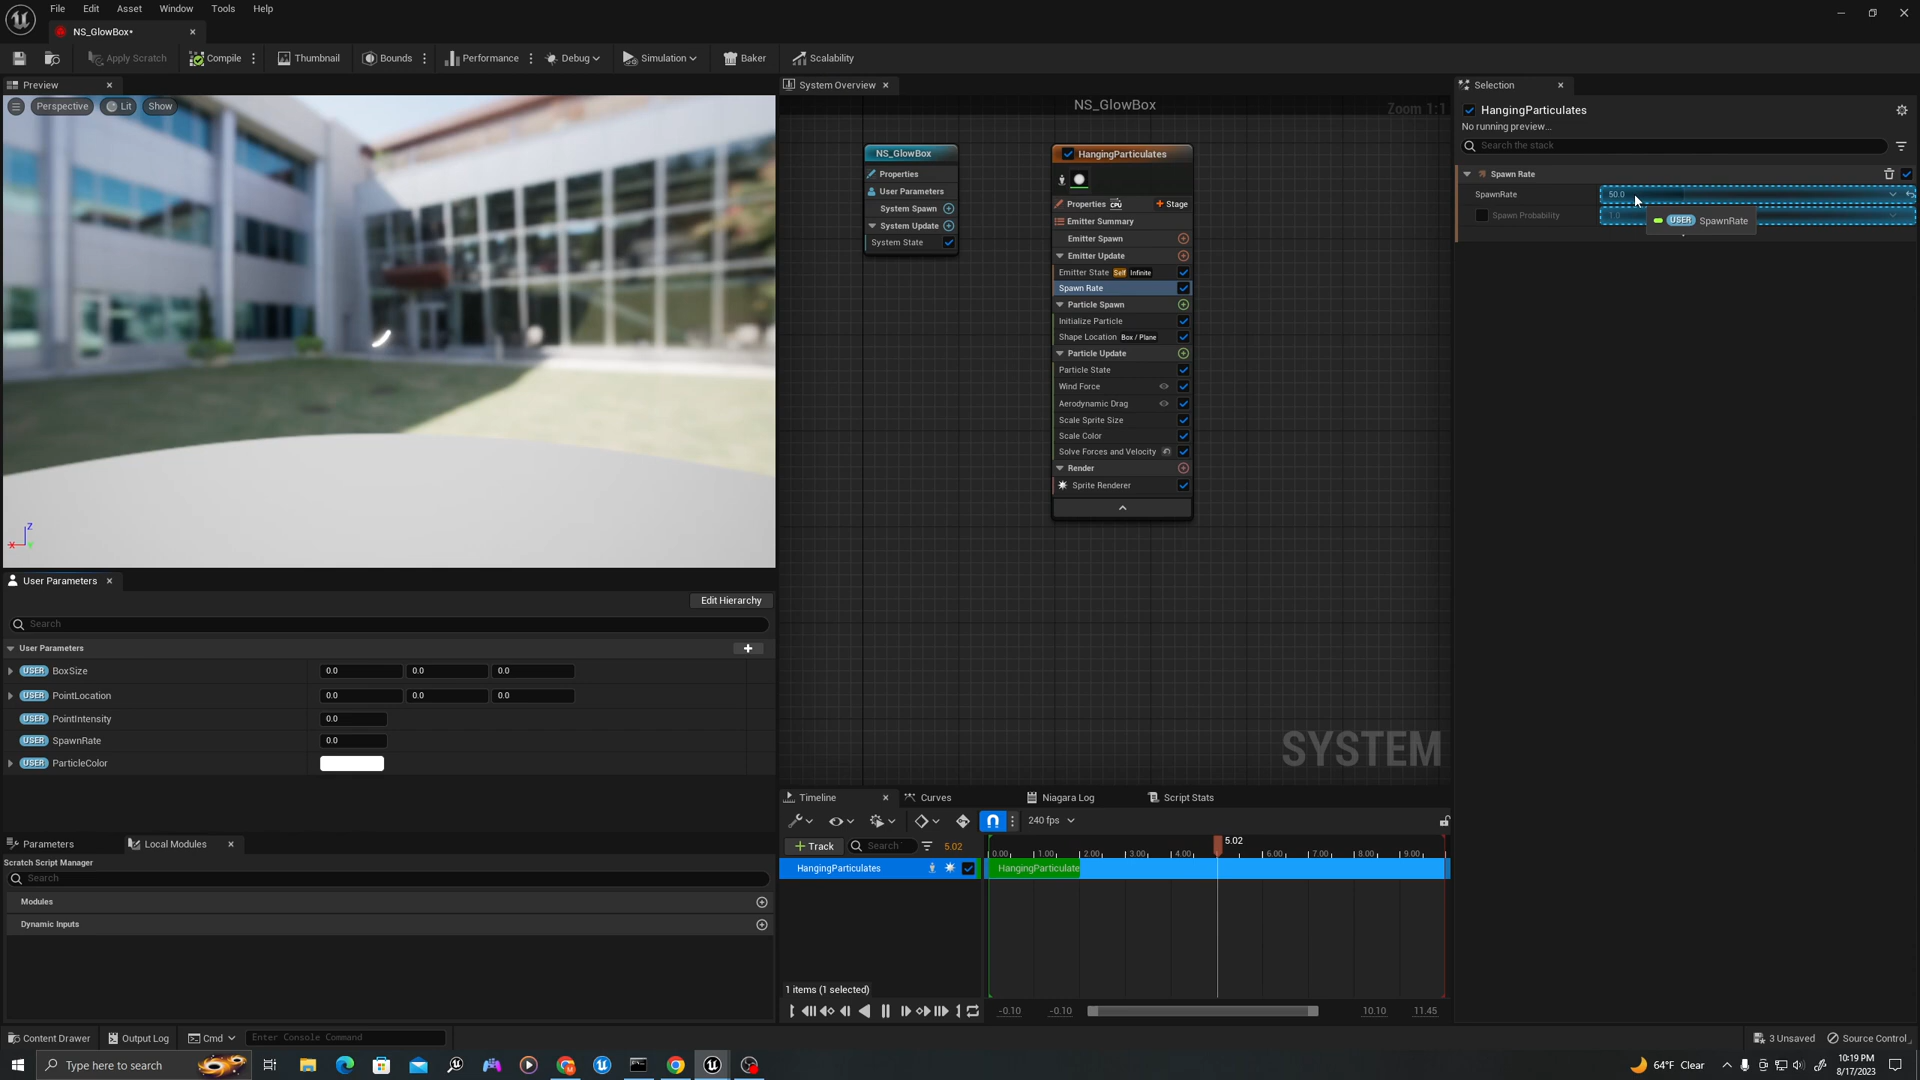 File Edit Asset Window Tools Help
NS_GlowBox•
Apply Scratch Compile Thumbnail Bounds Performance Debug Simulation Baker Scalability
Preview
Perspective Lit Show
Z
X
User Parameters
Edit Hierarchy
Search
User Parameters
USER BoxSize 0.0 0.0 0.0
USER PointLocation 0.0 0.0 0.0
USER PointIntensity 0.0
USER SpawnRate 0.0
USER ParticleColor
Parameters Local Modules
Scratch Script Manager
Search
Modules
Dynamic Inputs
System Overview
NS_GlowBox
Zoom 1:1
NS_GlowBox
Properties
User Parameters
System Spawn
System Update
System State
HangingParticulates
Properties CPU Stage
Emitter Summary
Emitter Spawn
Emitter Update
Emitter State Self Infinite
Spawn Rate
Particle Spawn
Initialize Particle
Shape Location Box / Plane
Particle Update
Particle State
Wind Force
Aerodynamic Drag
Scale Sprite Size
Scale Color
Solve Forces and Velocity
Render
Sprite Renderer
SYSTEM
Timeline Curves Niagara Log Script Stats
240 fps
Track Search 5.02
5.02
0.00 1.00 2.00 3.00 4.00 6.00 7.00 8.00 9.00
HangingParticulates HangingParticulate
1 items (1 selected)
-0.10 -0.10 10.10 11.45
Selection
HangingParticulates
No running preview...
Search the stack
Spawn Rate
SpawnRate 50.0
Spawn Probability 1.0
USER SpawnRate
Content Drawer Output Log Cmd Enter Console Command 3 Unsaved Source Control
Type here to search 64°F Clear
10:19 PM
8/17/2023